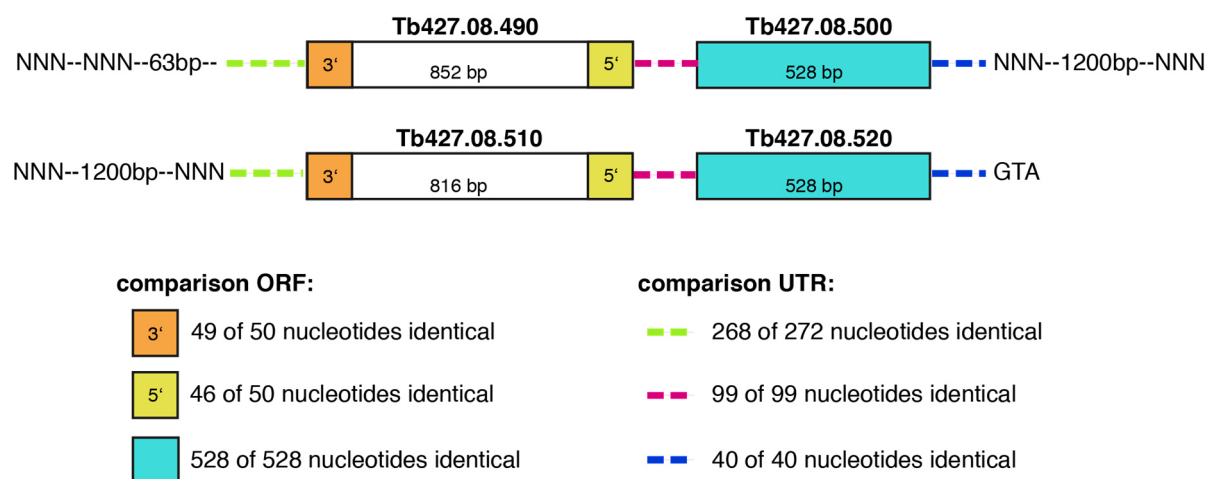 Tb427.08.490 Tb427.08.500
NNN--NNN--63bp-- 3‘ 852 bp 5‘ 528 bp NNN--1200bp--NNN
Tb427.08.510 Tb427.08.520
NNN--1200bp--NNN 3‘ 816 bp 5‘ 528 bp GTA
comparison ORF: comparison UTR:
3‘ 49 of 50 nucleotides identical 268 of 272 nucleotides identical
5‘ 46 of 50 nucleotides identical 99 of 99 nucleotides identical
528 of 528 nucleotides identical 40 of 40 nucleotides identical